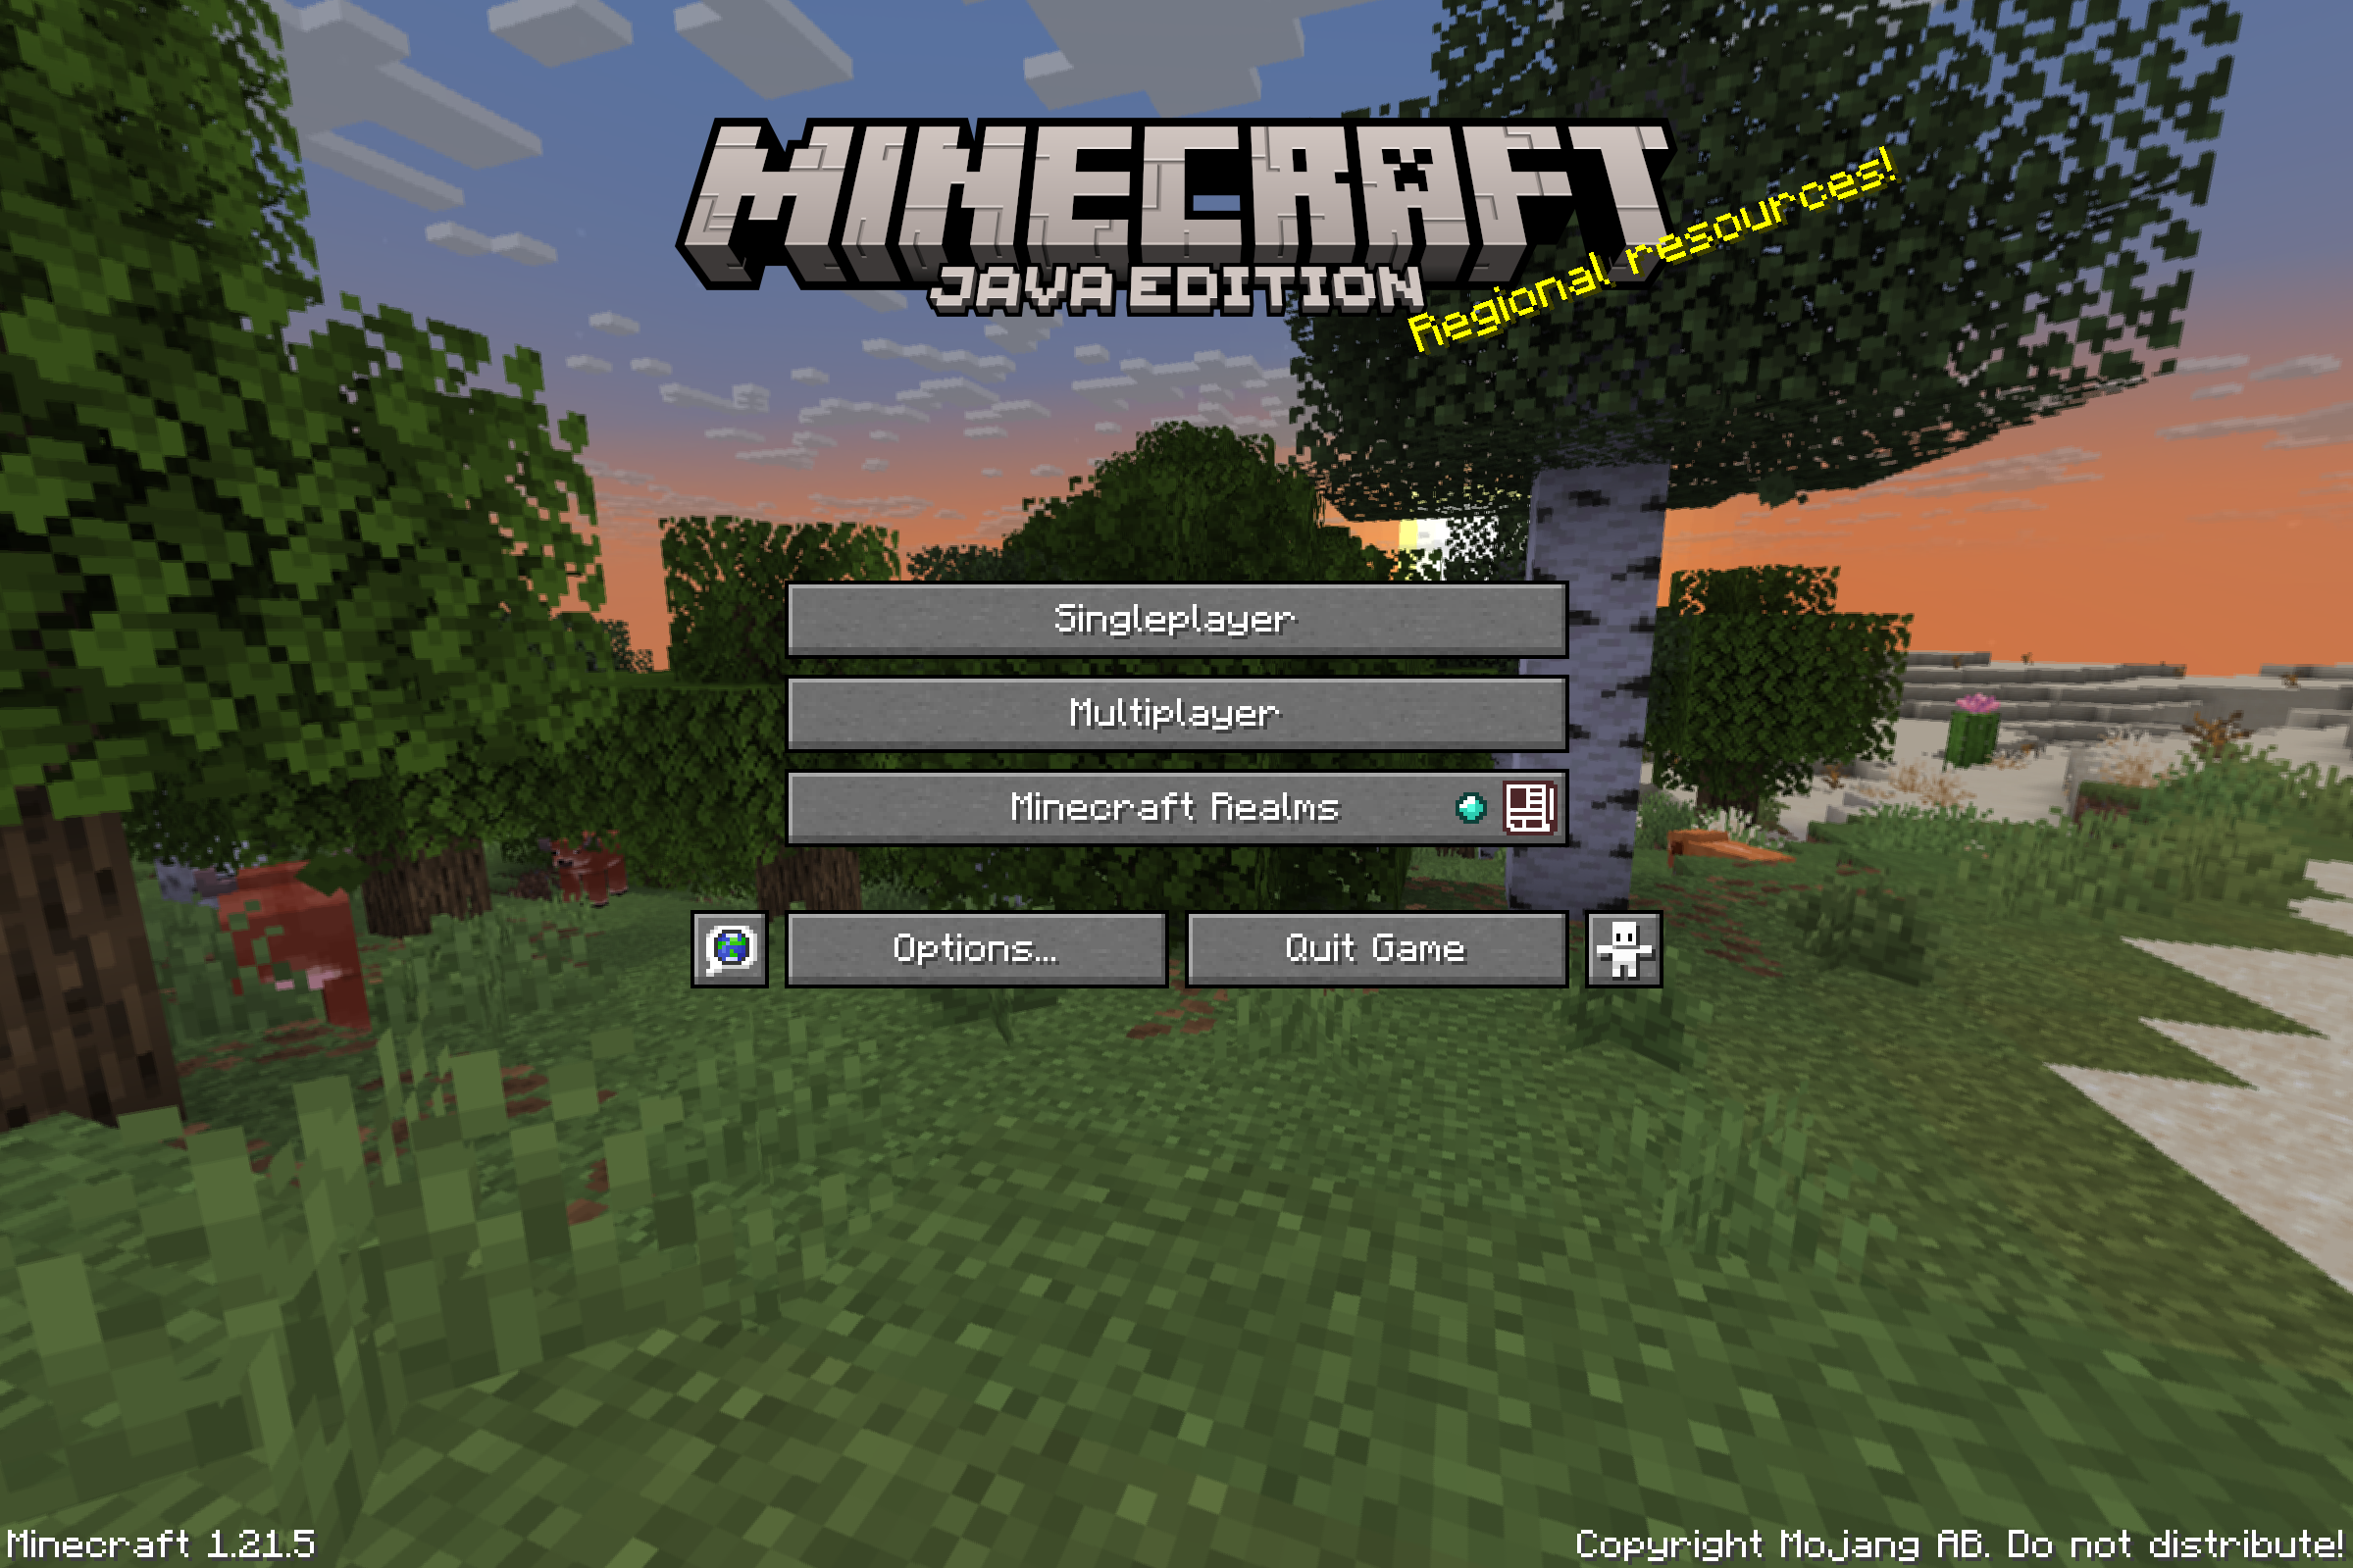 MINECRAFT
JAVA EDITION
Regional resources!
Singleplayer
Multiplayer
Minecraft Realms
Options...
Quit Game
Minecraft 1.21.5
Copyright Mojang AB. Do not distribute!